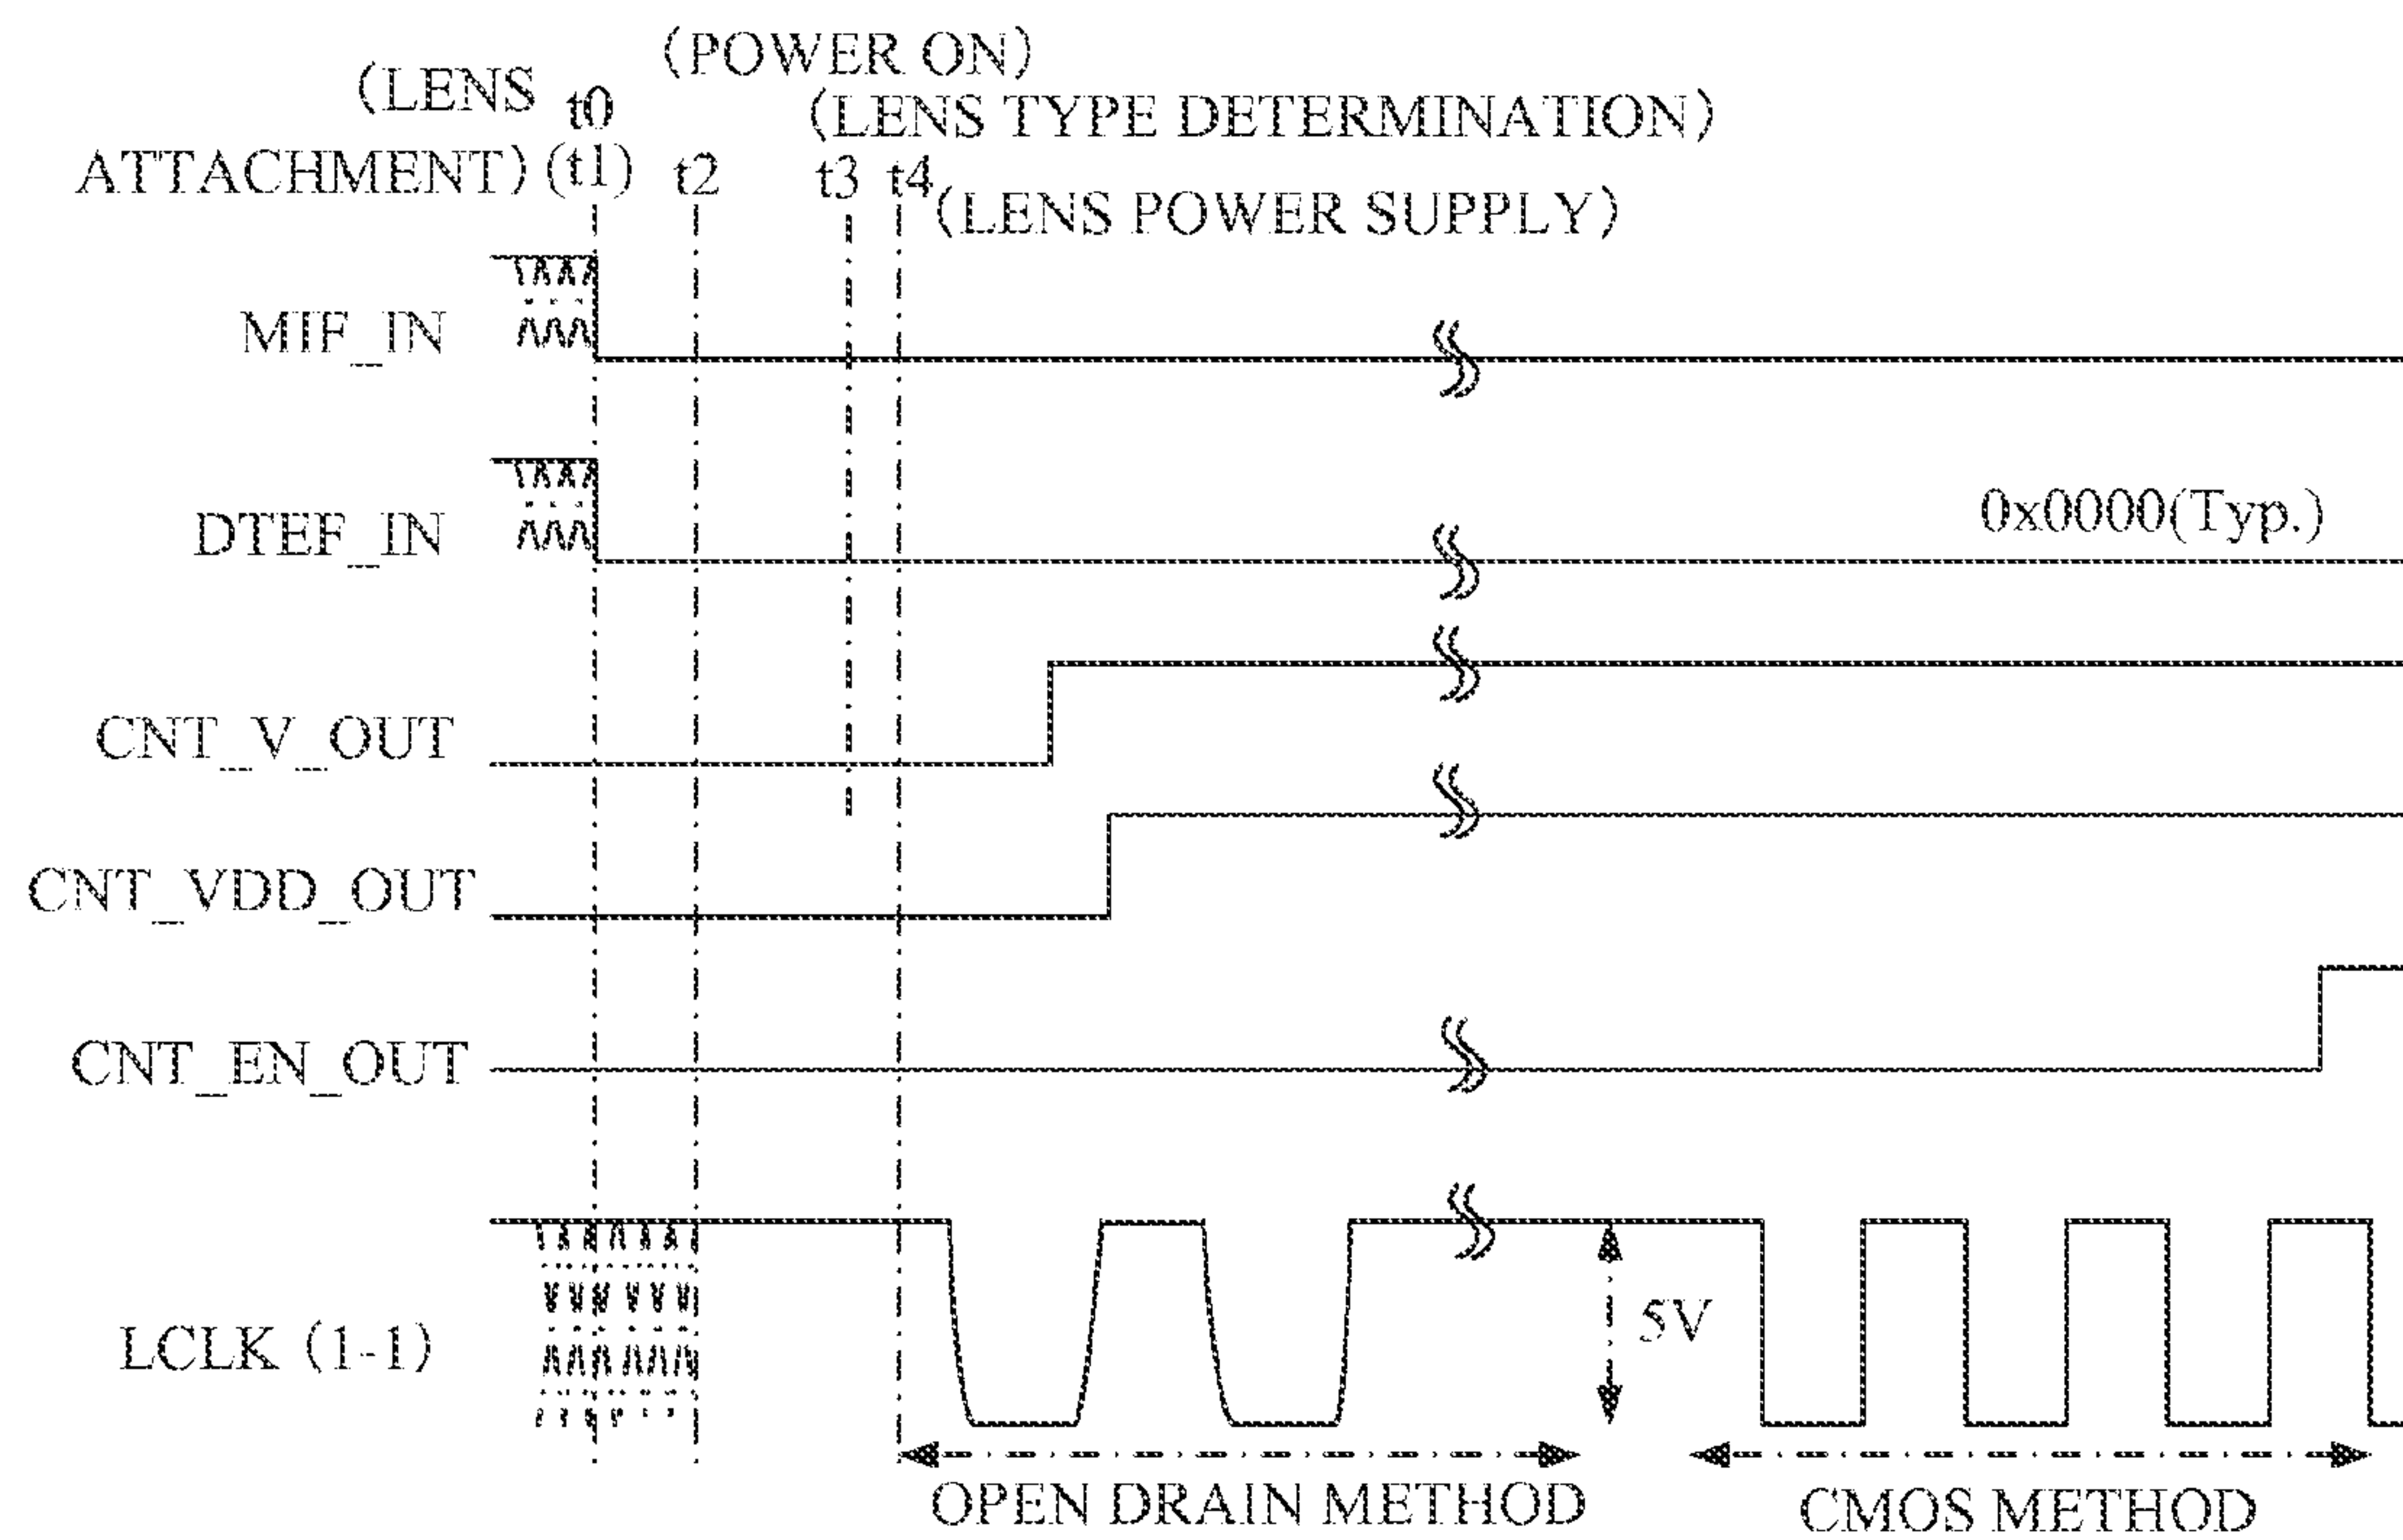 (POWER ON)
(LENS t0 (LENS TYPE DETERMINATION)
ATTACHMENT) (t1) t2 t3 t4
(LENS POWER SUPPLY)
MIF_IN
DTEF_IN 0x0000(Typ.)
CNT_V_OUT
CNT_VDD_OUT
CNT_EN_OUT
LCLK (1-1) 5V
OPEN DRAIN METHOD CMOS METHOD